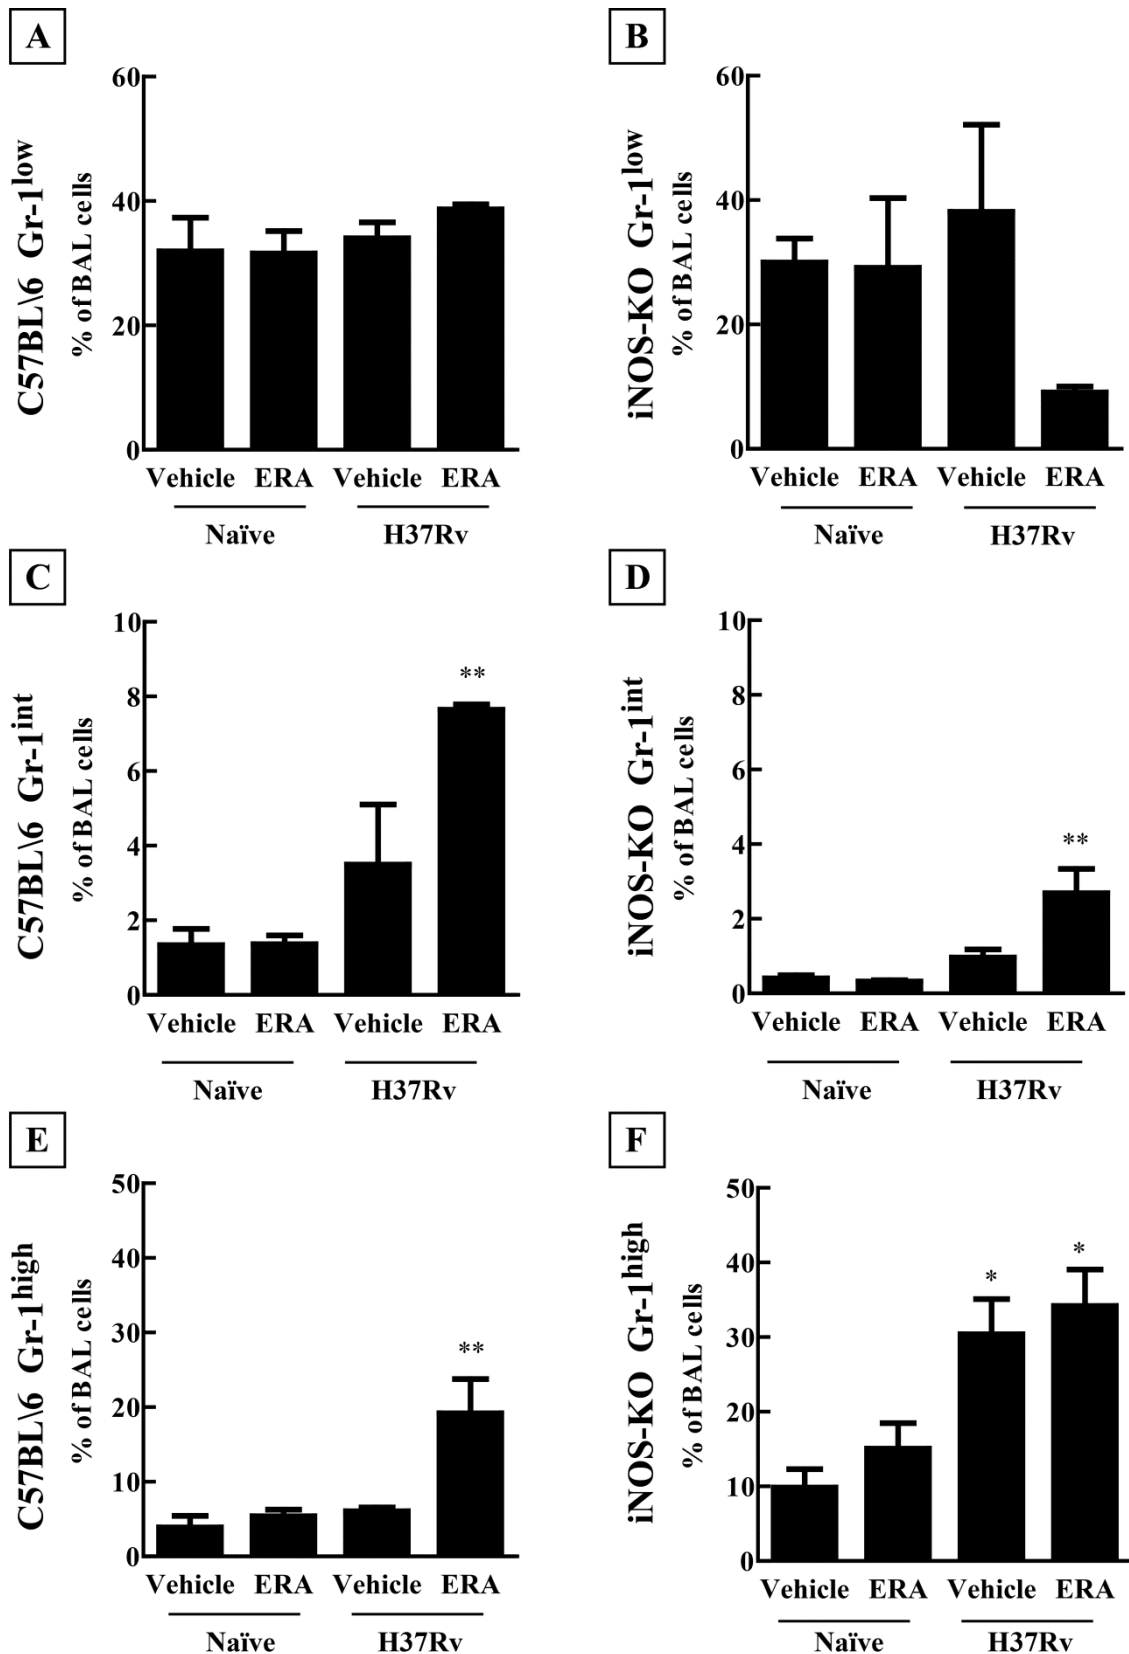 A
C57BL\6 Gr-1low
% of BAL cells
60
40
20
0
Vehicle ERA Vehicle ERA
Naïve H37Rv
B
iNOS-KO Gr-1low
% of BAL cells
60
40
20
0
Vehicle ERA Vehicle ERA
Naïve H37Rv
C
C57BL\6 Gr-1int
% of BAL cells
10
8
6
4
2
0
**
Vehicle ERA Vehicle ERA
Naïve H37Rv
D
iNOS-KO Gr-1int
% of BAL cells
10
8
6
4
2
0
**
Vehicle ERA Vehicle ERA
Naïve H37Rv
E
C57BL\6 Gr-1high
% of BAL cells
50
40
30
20
10
0
**
Vehicle ERA Vehicle ERA
Naïve H37Rv
F
iNOS-KO Gr-1high
% of BAL cells
50
40
30
20
10
0
* *
Vehicle ERA Vehicle ERA
Naïve H37Rv